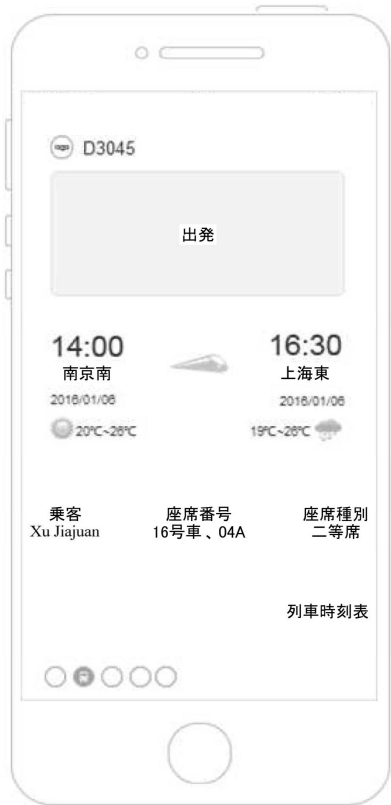 D3045
出発
14:00
16:30
南京南
上海東
2016/01/06
2016/01/06
20℃~26℃
19℃~26℃
乗客
座席番号
座席種別
Xu Jiajuan
16号車、04A
二等席
列車時刻表